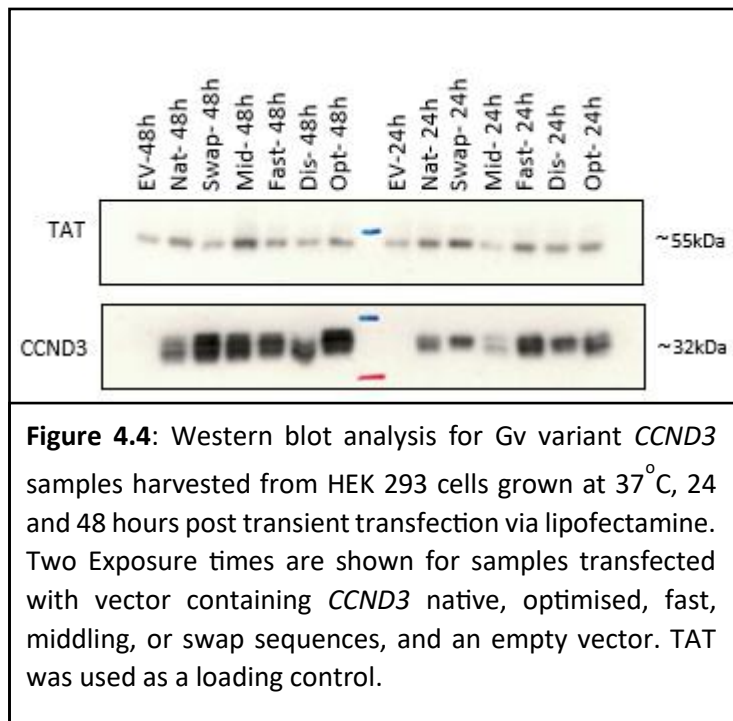 EV-48h
Nat- 48h
Swap- 48h
Mid- 48h
Fast- 48h
Dis- 48h
Opt- 48h
EV-24h
Nat- 24h
Swap- 24h
Mid- 24h
Fast- 24h
Dis- 24h
Opt- 24h
TAT
~55kDa
CCND3
~32kDa
Figure 4.4: Western blot analysis for Gv variant CCND3
samples harvested from HEK 293 cells grown at 37°C, 24
and 48 hours post transient transfection via lipofectamine.
Two Exposure times are shown for samples transfected
with vector containing CCND3 native, optimised, fast,
middling, or swap sequences, and an empty vector. TAT
was used as a loading control.